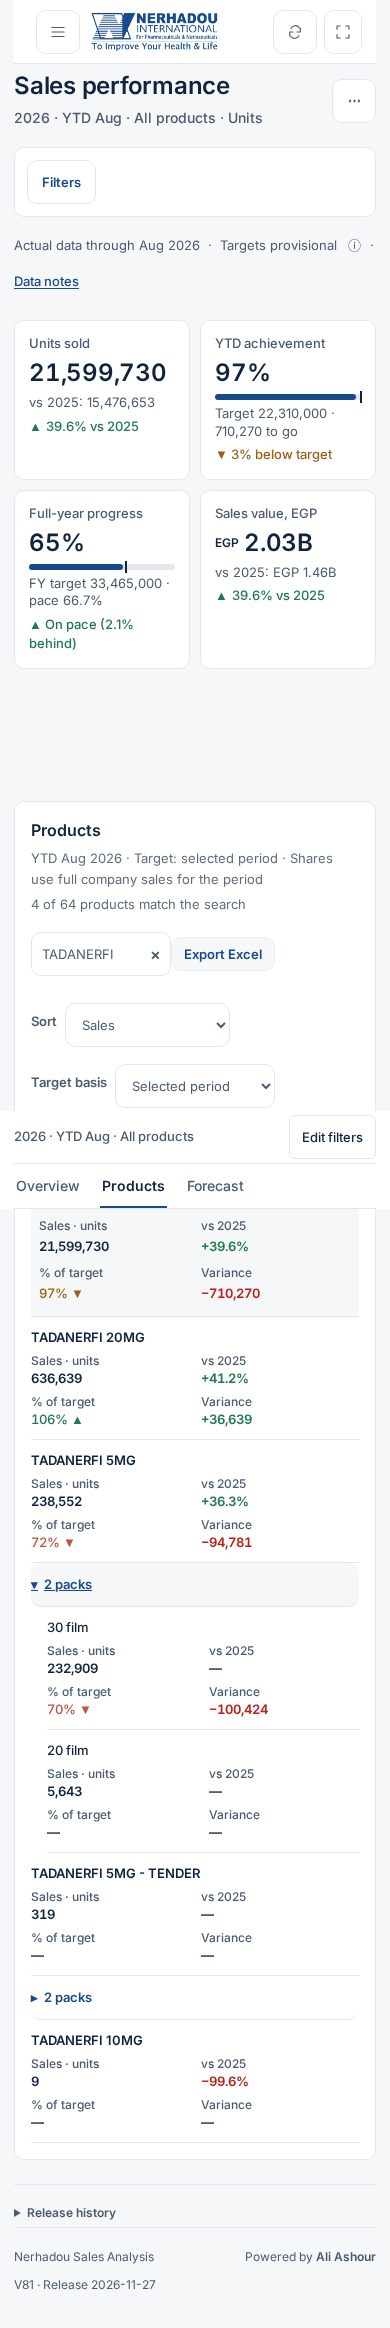 NERHADOU
INTERNATIONAL
for Pharmaceuticals & Nutraceuticals
To Improve Your Health & Life
Sales performance
2026 · YTD Aug · All products · Units
...
Filters
Actual data through Aug 2026 · Targets provisional ⓘ ·
Data notes
Units sold
21,599,730
vs 2025: 15,476,653
▲ 39.6% vs 2025
YTD achievement
97%
Target 22,310,000 ·
710,270 to go
▼ 3% below target
Full-year progress
65%
FY target 33,465,000 ·
pace 66.7%
▲ On pace (2.1%
behind)
Sales value, EGP
EGP 2.03B
vs 2025: EGP 1.46B
▲ 39.6% vs 2025
Products
YTD Aug 2026 · Target: selected period · Shares
use full company sales for the period
4 of 64 products match the search
TADANERFI ×
Export Excel
Sort Sales
Target basis Selected period
2026 · YTD Aug · All products
Edit filters
Overview Products Forecast
Sales · units vs 2025
21,599,730 +39.6%
% of target Variance
97% ▼ −710,270
TADANERFI 20MG
Sales · units vs 2025
636,639 +41.2%
% of target Variance
106% ▲ +36,639
TADANERFI 5MG
Sales · units vs 2025
238,552 +36.3%
% of target Variance
72% ▼ −94,781
▾ 2 packs
30 film
Sales · units vs 2025
232,909 —
% of target Variance
70% ▼ −100,424
20 film
Sales · units vs 2025
5,643 —
% of target Variance
— —
TADANERFI 5MG - TENDER
Sales · units vs 2025
319 —
% of target Variance
— —
▸ 2 packs
TADANERFI 10MG
Sales · units vs 2025
9 −99.6%
% of target Variance
— —
▶ Release history
Nerhadou Sales Analysis Powered by Ali Ashour
V81 · Release 2026-11-27